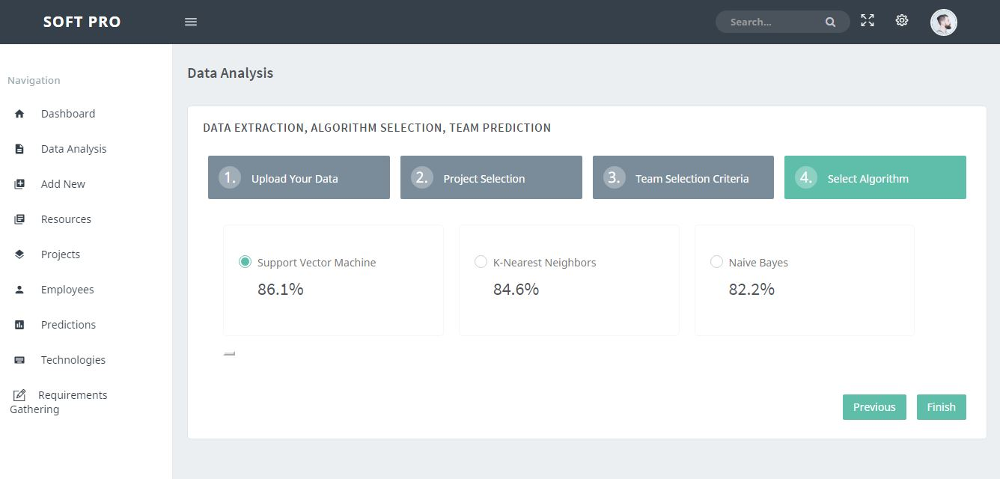 SOFT PRO
Search...
Navigation
Dashboard
Data Analysis
Add New
Resources
Projects
Employees
Predictions
Technologies
Requirements
Gathering
Data Analysis
DATA EXTRACTION, ALGORITHM SELECTION, TEAM PREDICTION
1. Upload Your Data
2. Project Selection
3. Team Selection Criteria
4. Select Algorithm
Support Vector Machine
86.1%
K-Nearest Neighbors
84.6%
Naive Bayes
82.2%
Previous
Finish